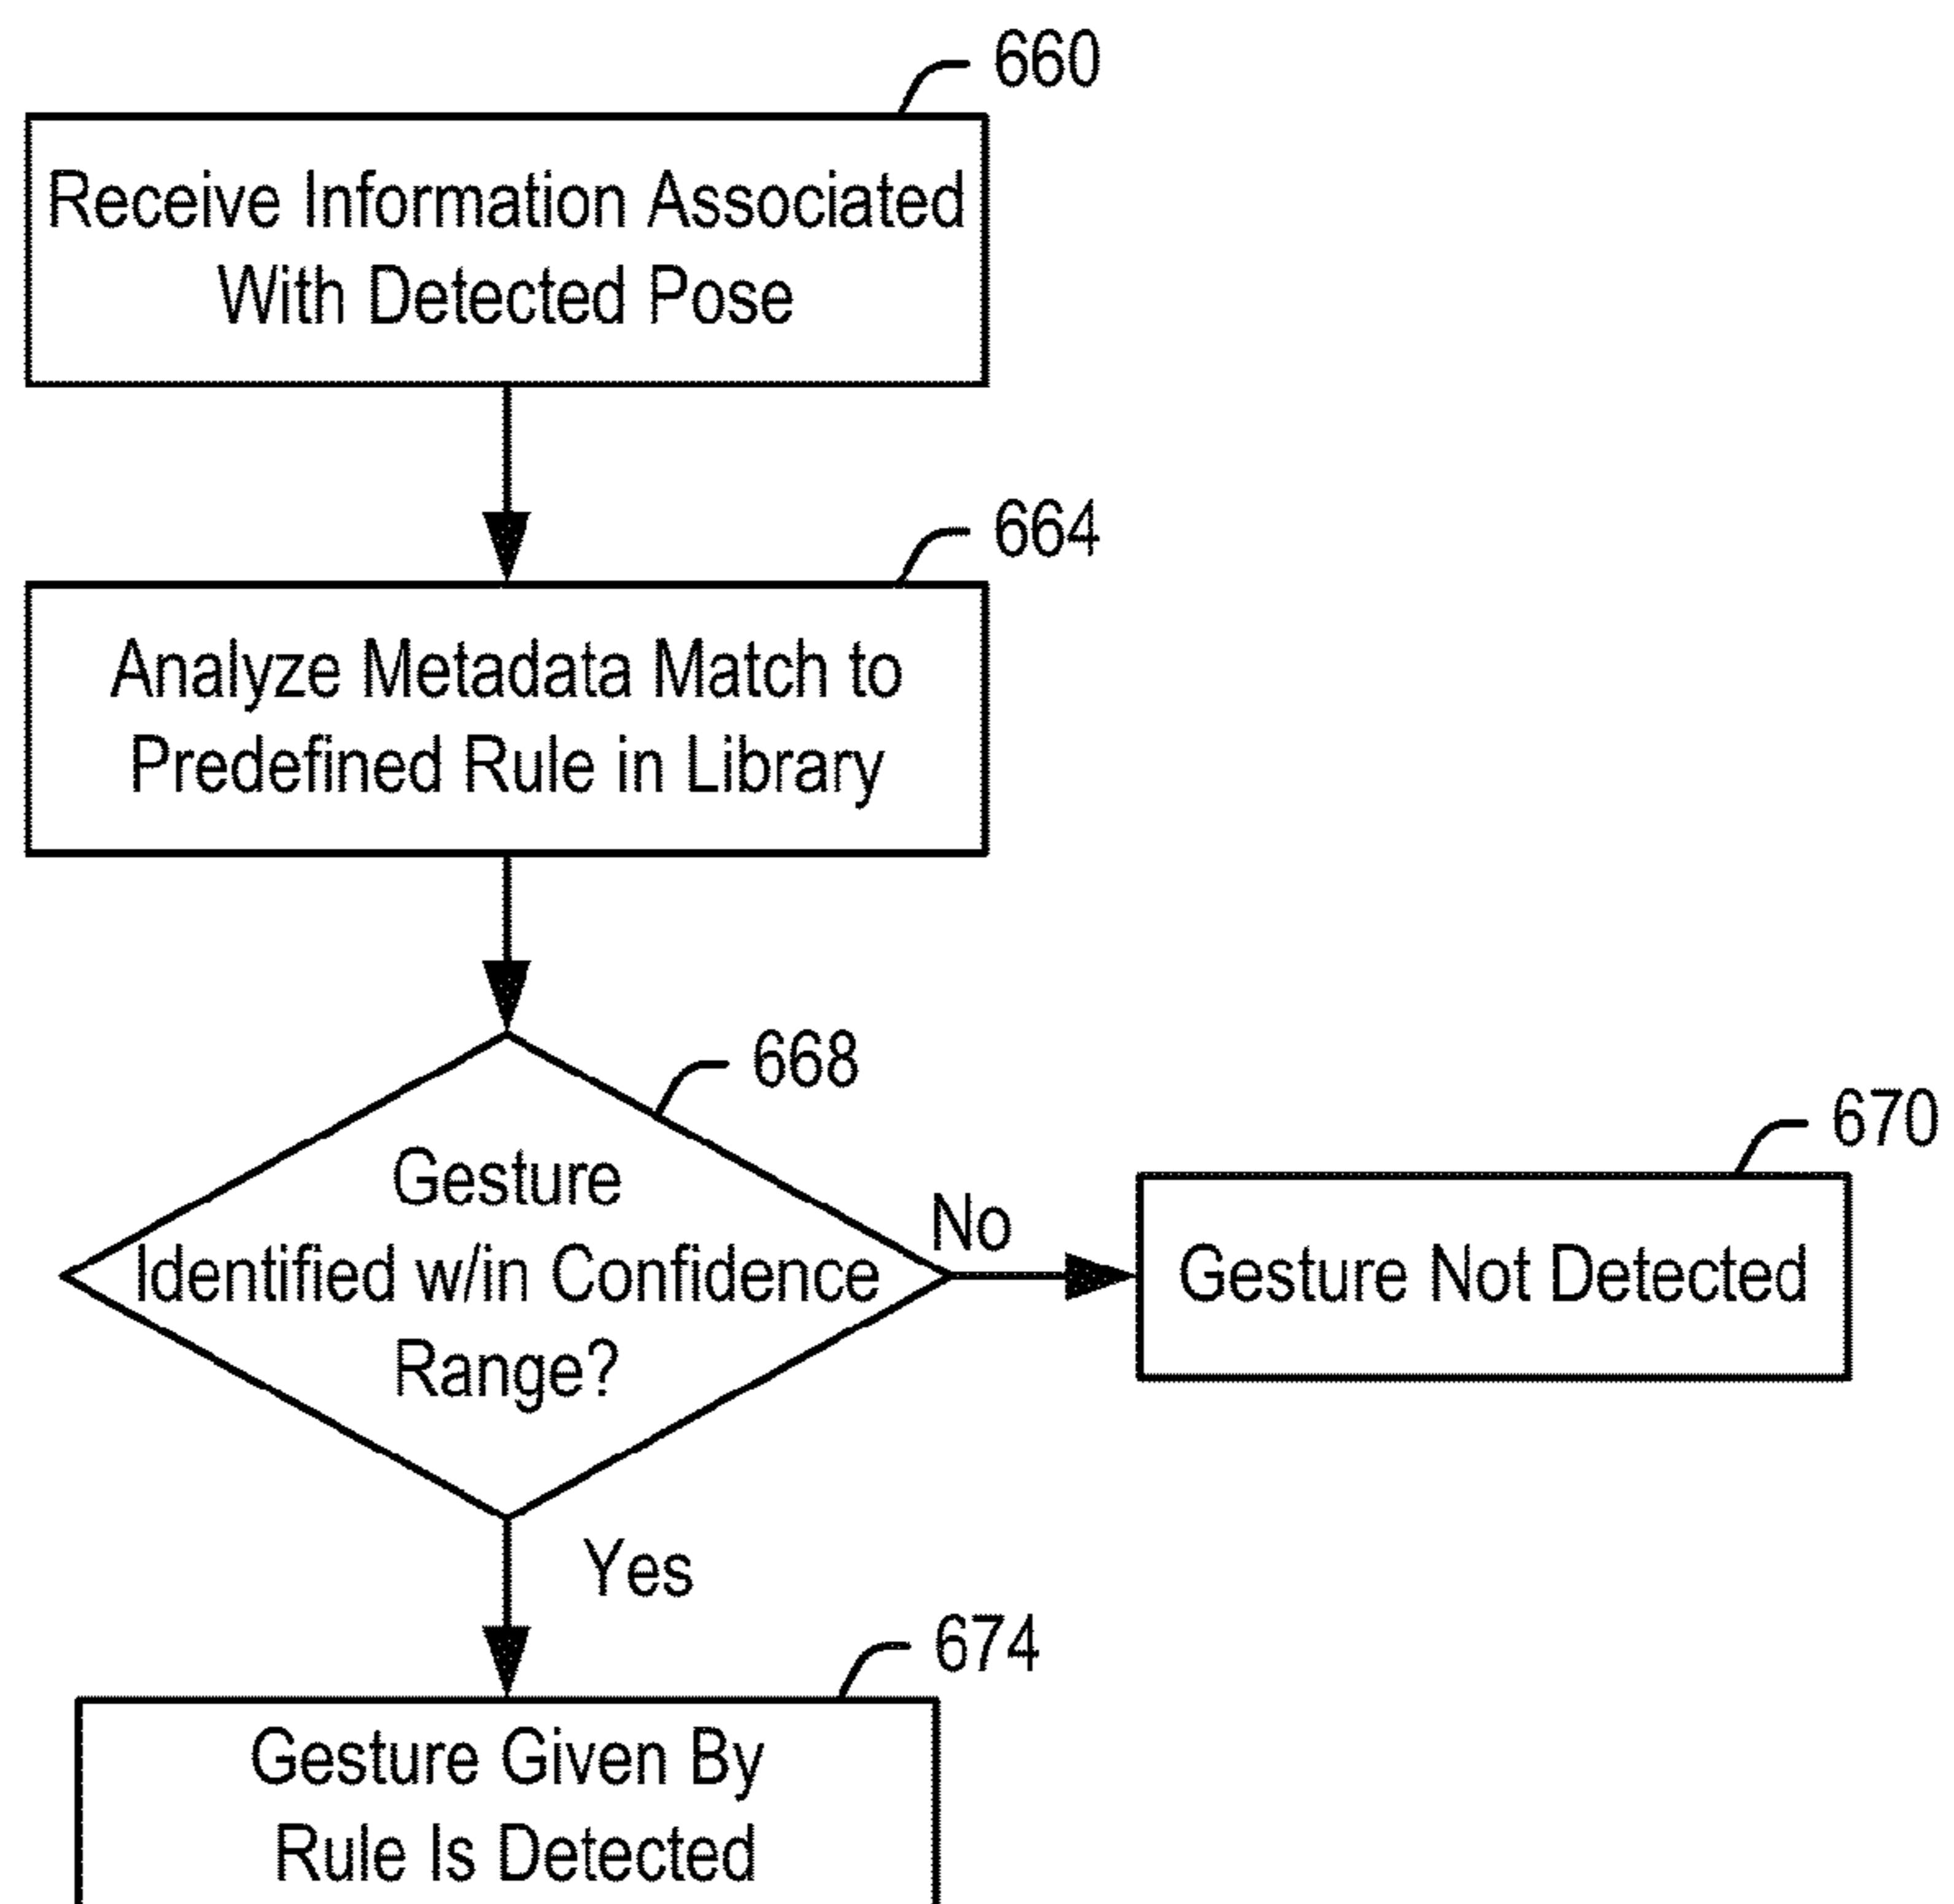 660
Receive Information Associated
With Detected Pose
664
Analyze Metadata Match to
Predefined Rule in Library
668
Gesture
Identified w/in Confidence
Range?
No
670
Gesture Not Detected
Yes
674
Gesture Given By
Rule Is Detected